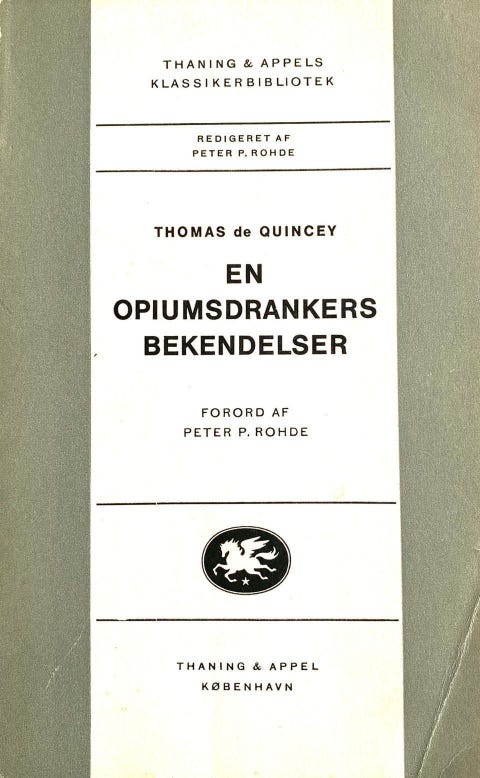 THANING & APPELS
KLASSIKERBIBLIOTEK
REDIGERET AF
PETER P. ROHDE
THOMAS de QUINCEY
EN
OPIUMSDRANKERS
BEKENDELSER
FORORD AF
PETER P. ROHDE
THANING & APPEL
KØBENHAVN